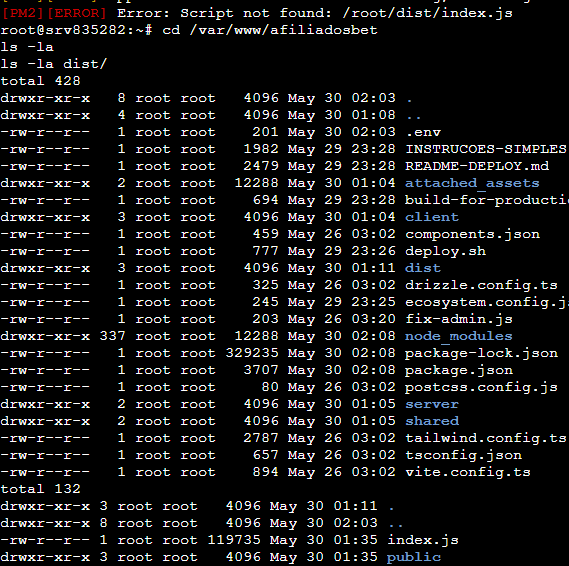 [PM2][ERROR] Error: Script not found: /root/dist/index.js
root@srv835282:~# cd /var/www/afiliadosbet
ls -la
ls -la dist/
total 428
drwxr-xr-x   8 root root   4096 May 30 02:03 .
drwxr-xr-x   4 root root   4096 May 30 01:08 ..
-rw-r--r--   1 root root    201 May 30 02:03 .env
-rw-r--r--   1 root root   1982 May 29 23:28 INSTRUCOES-SIMPLES
-rw-r--r--   1 root root   2479 May 29 23:28 README-DEPLOY.md
drwxr-xr-x   2 root root  12288 May 30 01:04 attached_assets
-rw-r--r--   1 root root    694 May 29 23:28 build-for-producti
drwxr-xr-x   3 root root   4096 May 30 01:04 client
-rw-r--r--   1 root root    459 May 26 03:02 components.json
-rw-r--r--   1 root root    777 May 29 23:26 deploy.sh
drwxr-xr-x   3 root root   4096 May 30 01:11 dist
-rw-r--r--   1 root root    325 May 26 03:02 drizzle.config.ts
-rw-r--r--   1 root root    245 May 29 23:25 ecosystem.config.j
-rw-r--r--   1 root root    203 May 26 03:20 fix-admin.js
drwxr-xr-x 337 root root  12288 May 30 02:08 node_modules
-rw-r--r--   1 root root 329235 May 30 02:08 package-lock.json
-rw-r--r--   1 root root   3707 May 30 02:08 package.json
-rw-r--r--   1 root root     80 May 26 03:02 postcss.config.js
drwxr-xr-x   2 root root   4096 May 30 01:05 server
drwxr-xr-x   2 root root   4096 May 30 01:05 shared
-rw-r--r--   1 root root   2787 May 26 03:02 tailwind.config.ts
-rw-r--r--   1 root root    657 May 26 03:02 tsconfig.json
-rw-r--r--   1 root root    894 May 26 03:02 vite.config.ts
total 132
drwxr-xr-x 3 root root   4096 May 30 01:11 .
drwxr-xr-x 8 root root   4096 May 30 02:03 ..
-rw-r--r-- 1 root root 119735 May 30 01:35 index.js
drwxr-xr-x 3 root root   4096 May 30 01:35 public